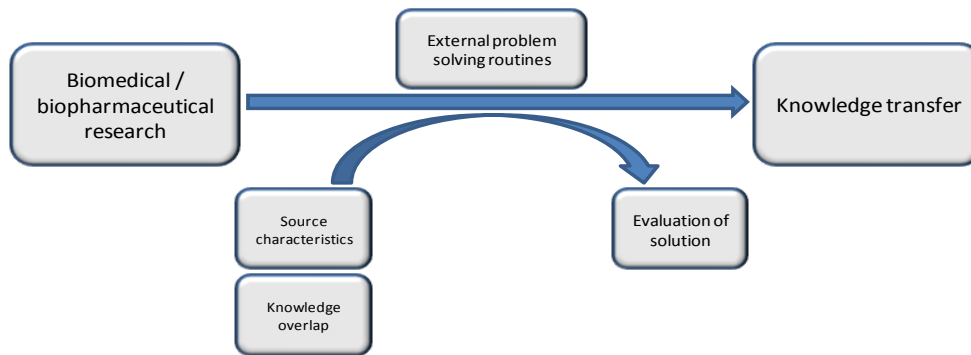 External problem
solving routines
Biomedical /
biopharmaceutical
research
Knowledge transfer
Source
characteristics
Evaluation of
solution
Knowledge
overlap